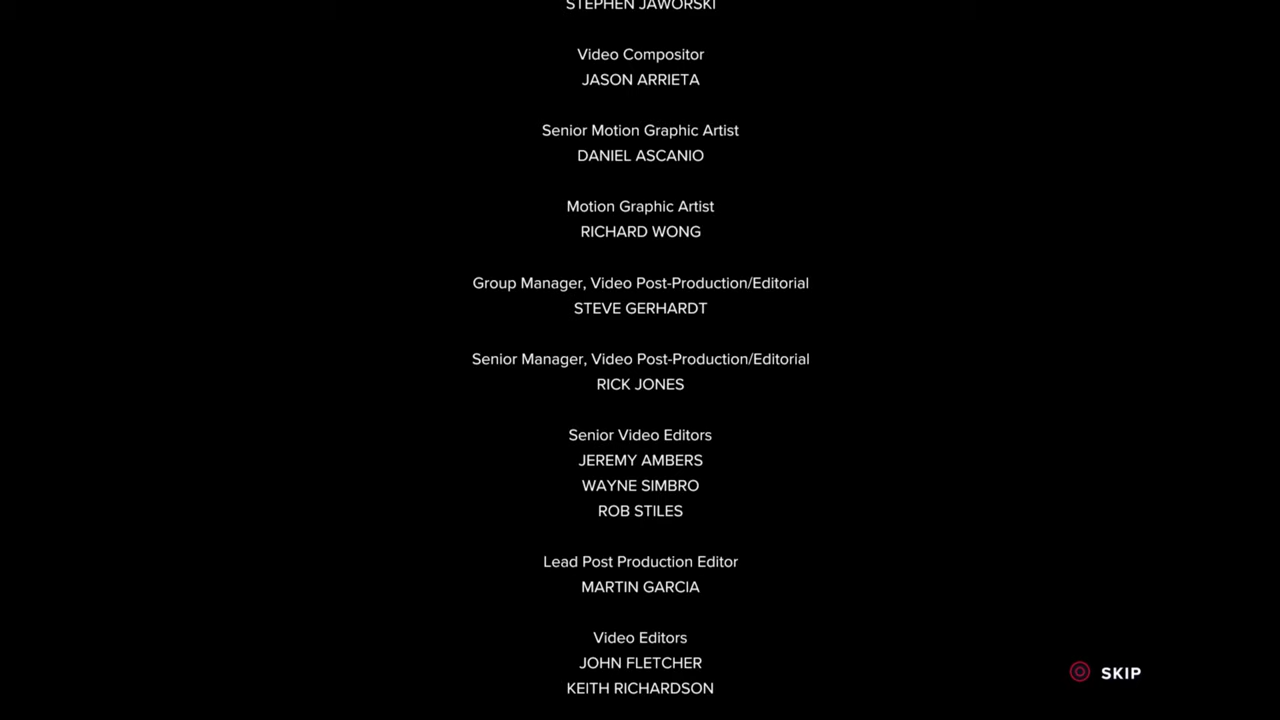 STEPHEN JAWORSKI
Video Compositor
JASON ARRIETA
Senior Motion Graphic Artist
DANIEL ASCANIO
Motion Graphic Artist
RICHARD WONG
Group Manager, Video Post-Production/Editorial
STEVE GERHARDT
Senior Manager, Video Post-Production/Editorial
RICK JONES
Senior Video Editors
JEREMY AMBERS
WAYNE SIMBRO
ROB STILES
Lead Post Production Editor
MARTIN GARCIA
Video Editors
JOHN FLETCHER
KEITH RICHARDSON
SKIP